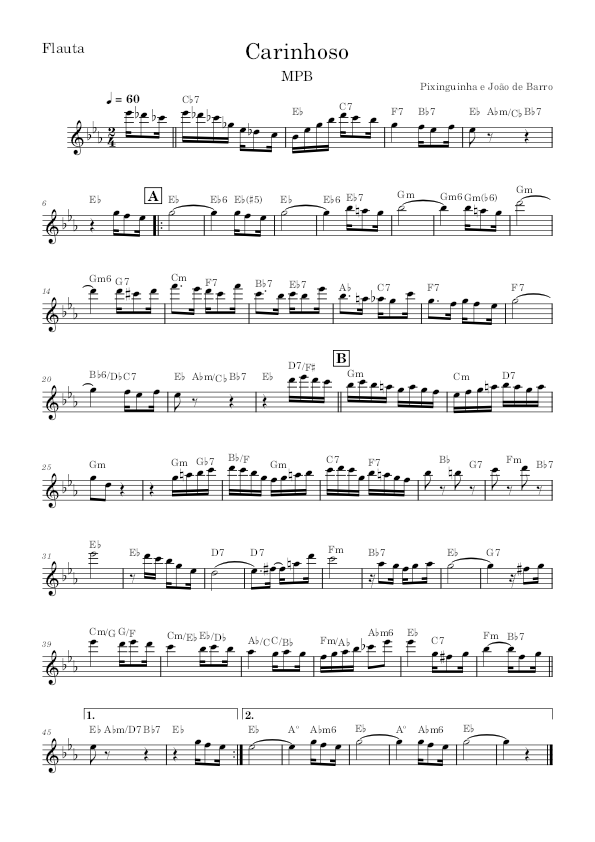 Flauta
Carinhoso
MPB
Pixinguinha e João de Barro
♩ = 60
C♭7 E♭ C7 F7 B♭7 E♭ A♭m/C♭ B♭7
2
4
6
E♭ A E♭ E♭6 E♭(♯5) E♭ E♭6 E♭7 Gm Gm6 Gm(♭6) Gm
14
Gm6 G7 Cm F7 B♭7 E♭7 A♭ C7 F7 F7
20
B♭6/D♭ C7 E♭ A♭m/C♭ B♭7 E♭ D7/F♯ B Gm Cm D7
25
Gm Gm G♭7 B♭/F Gm C7 F7 B♭ G7 Cm Fm B♭7
31
E♭ E♭ D7 D7 Fm B♭7 E♭ G7
39
Cm/G G/F Cm/E♭ E♭/D♭ A♭/C C/B♭ Fm/A♭ A♭m6 E♭ C7 Fm B♭7
1. 2.
45
E♭ A♭m/D7 B♭7 E♭ E♭ A° A♭m6 E♭ A° A♭m6 E♭